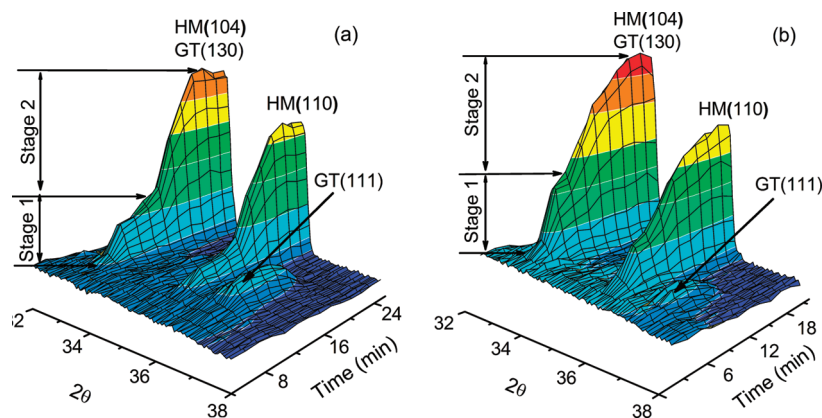 HM(104)
GT(130)
(a)
HM(110)
GT(111)
Stage 2
Stage 1
34
36
38
2θ
8
16
24
Time (min)
HM(104)
GT(130)
(b)
HM(110)
GT(111)
Stage 2
Stage 1
32
34
36
38
2θ
6
12
18
Time (min)